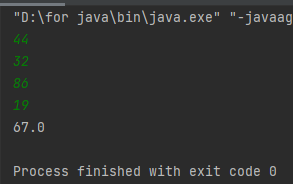 "D:\for java\bin\java.exe" "-javaag
44
32
86
19
67.0
Process finished with exit code 0